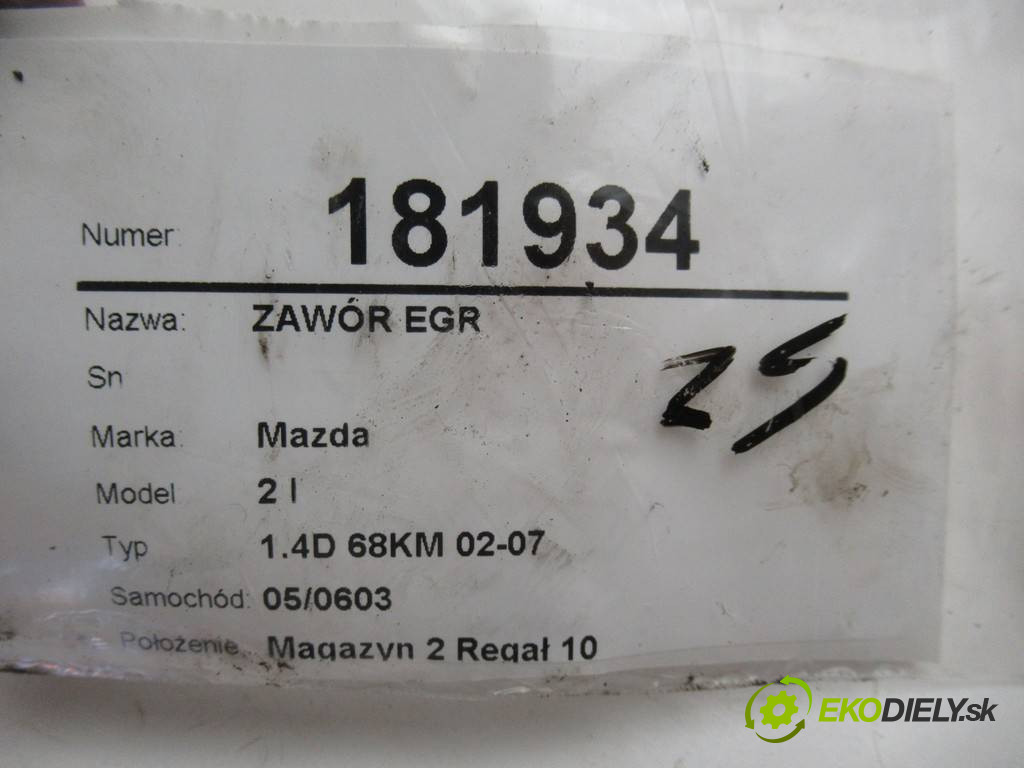 Numer: 181934
Nazwa: ZAWÓR EGR
Sn
Marka: Mazda
Model 2 I
Typ 1.4D 68KM 02-07
Samochód: 05/0603
Położenie Magazyn 2 Regał 10
ZS
EKODIELY.sk